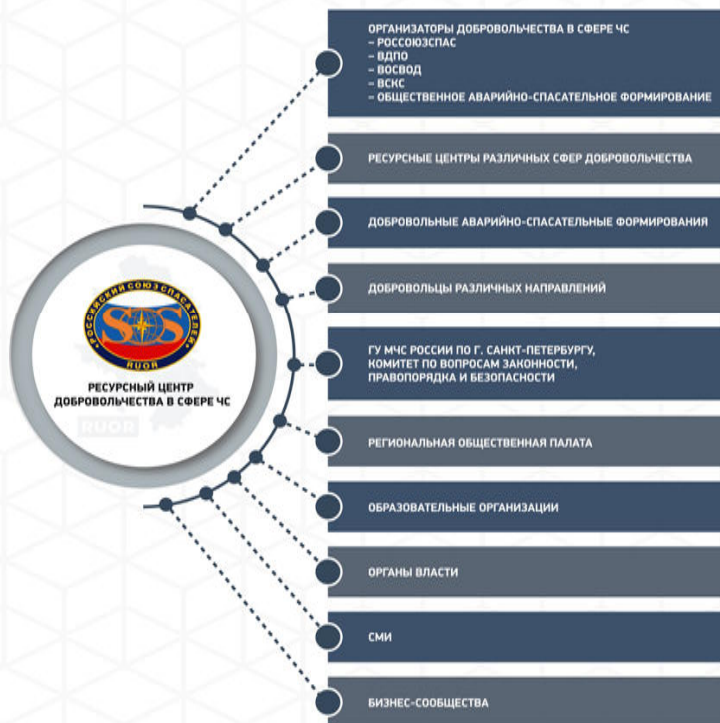 ОРГАНИЗАТОРЫ ДОБРОВОЛЬЧЕСТВА В СФЕРЕ ЧС
– РОССОЮЗСПАС
– ВДПО
– ВОСВОД
– ВСКС
– ОБЩЕСТВЕННОЕ АВАРИЙНО-СПАСАТЕЛЬНОЕ ФОРМИРОВАНИЕ
РЕСУРСНЫЕ ЦЕНТРЫ РАЗЛИЧНЫХ СФЕР ДОБРОВОЛЬЧЕСТВА
ДОБРОВОЛЬНЫЕ АВАРИЙНО-СПАСАТЕЛЬНЫЕ ФОРМИРОВАНИЯ
ДОБРОВОЛЬЦЫ РАЗЛИЧНЫХ НАПРАВЛЕНИЙ
РОССИЙСКИЙ СОЮЗ СПАСАТЕЛЕЙ
SOS
RUOR
РЕСУРСНЫЙ ЦЕНТР
ДОБРОВОЛЬЧЕСТВА В СФЕРЕ ЧС
RUOR
ГУ МЧС РОССИИ ПО Г. САНКТ-ПЕТЕРБУРГУ,
КОМИТЕТ ПО ВОПРОСАМ ЗАКОННОСТИ,
ПРАВОПОРЯДКА И БЕЗОПАСНОСТИ
РЕГИОНАЛЬНАЯ ОБЩЕСТВЕННАЯ ПАЛАТА
ОБРАЗОВАТЕЛЬНЫЕ ОРГАНИЗАЦИИ
ОРГАНЫ ВЛАСТИ
СМИ
БИЗНЕС-СООБЩЕСТВА